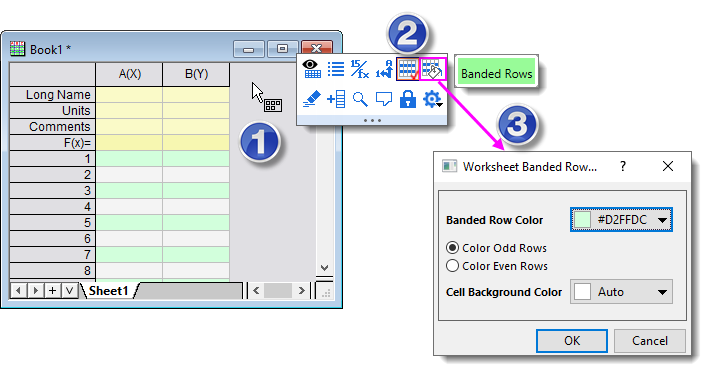 Book1 *
A(X) B(Y)
Long Name
Units
Comments
F(x)=
1
2
3
4
5
6
7
8
Sheet1
1
2
15/fx
Banded Rows
3
Worksheet Banded Row... ?
Banded Row Color #D2FFDC
Color Odd Rows
Color Even Rows
Cell Background Color Auto
OK Cancel